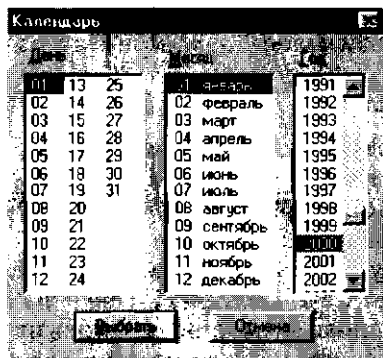 Календарь
День Месяц Год
01 13 25 01 январь 1991
02 14 26 02 февраль 1992
03 15 27 03 март 1993
04 16 28 04 апрель 1994
05 17 29 05 май 1995
06 18 30 06 июнь 1996
07 19 31 07 июль 1997
08 20 08 август 1998
09 21 09 сентябрь 1999
10 22 10 октябрь 2000
11 23 11 ноябрь 2001
12 24 12 декабрь 2002
Выбрать Отмена